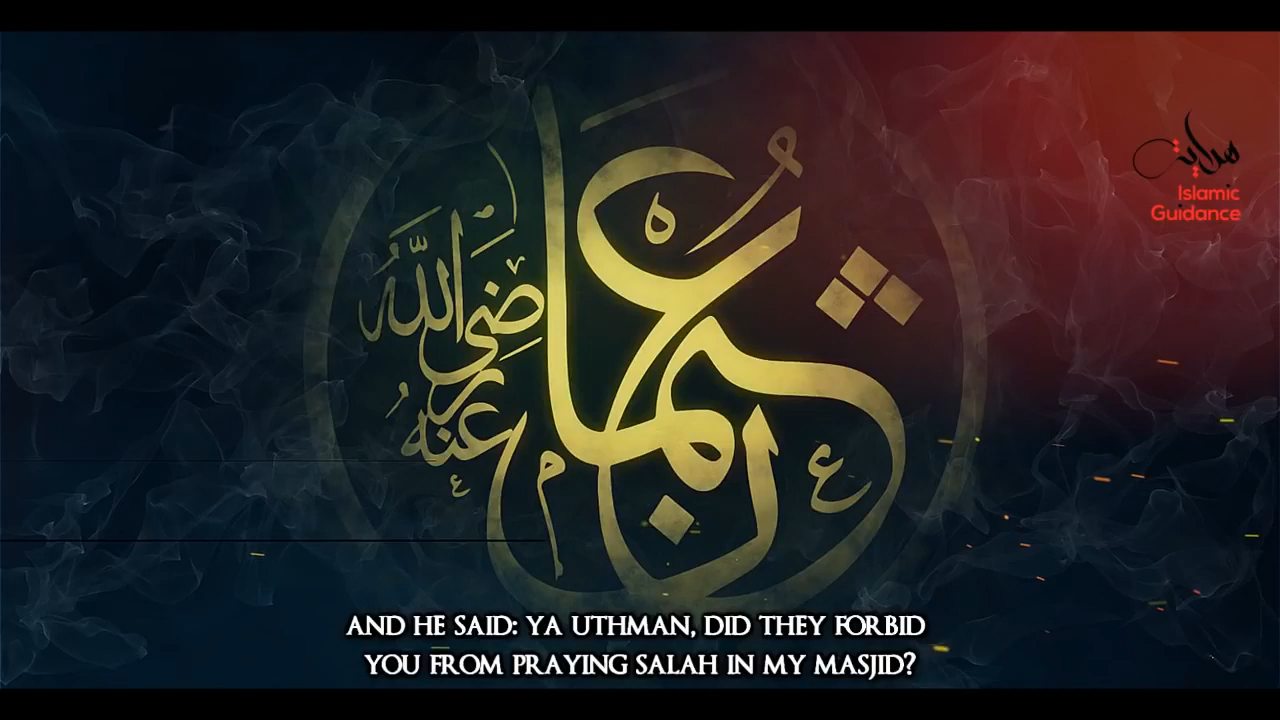 عثمان
رضي الله
عنه
هداية
Islamic
Guidance
AND HE SAID: YA UTHMAN, DID THEY FORBID
YOU FROM PRAYING SALAH IN MY MASJID?